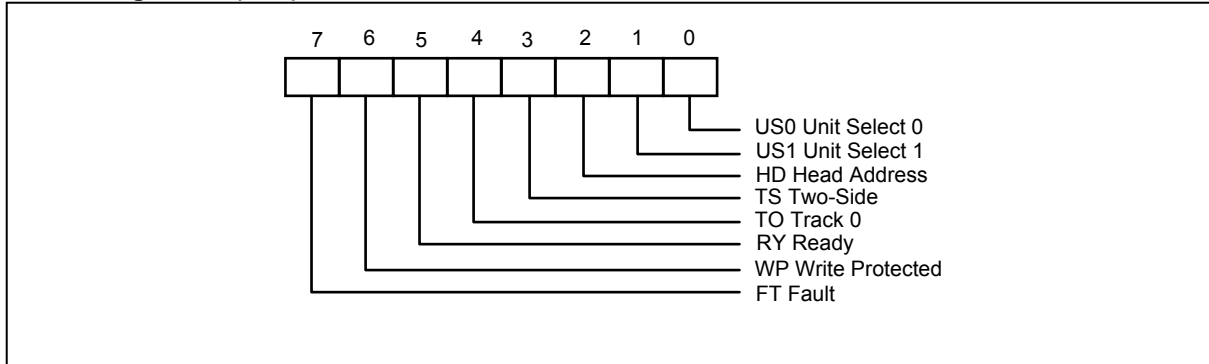 7 6 5 4 3 2 1 0
US0 Unit Select 0
US1 Unit Select 1
HD Head Address
TS Two-Side
TO Track 0
RY Ready
WP Write Protected
FT Fault